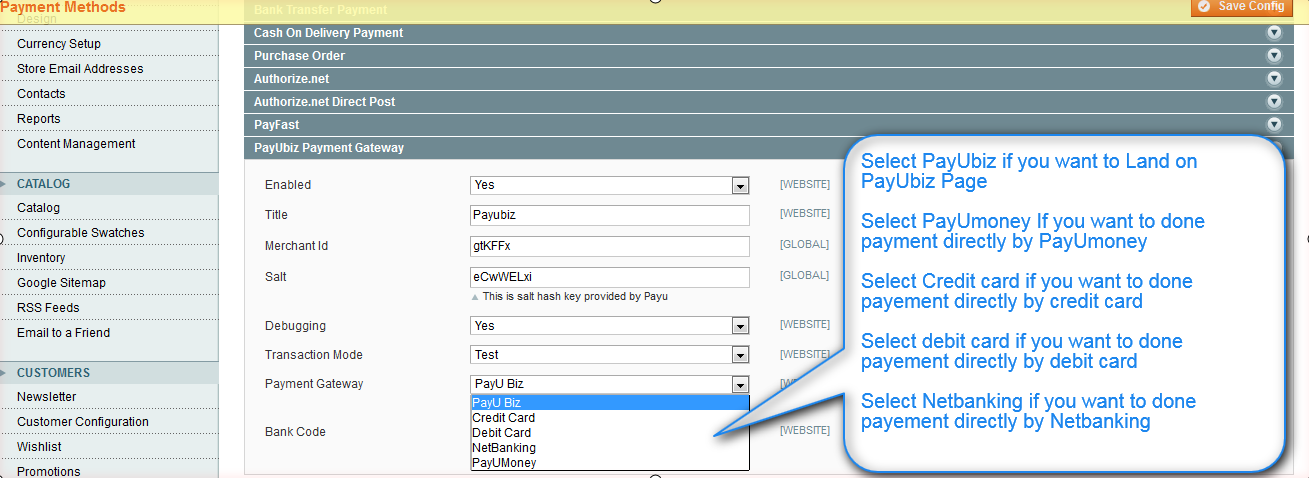 Payment Methods
Save Config
Design
Bank Transfer Payment
Currency Setup
Store Email Addresses
Contacts
Reports
Content Management
CATALOG
Catalog
Configurable Swatches
Inventory
Google Sitemap
RSS Feeds
Email to a Friend
CUSTOMERS
Newsletter
Customer Configuration
Wishlist
Promotions
Cash On Delivery Payment
Purchase Order
Authorize.net
Authorize.net Direct Post
PayFast
PayUbiz Payment Gateway
Enabled Yes [WEBSITE]
Title Payubiz [WEBSITE]
Merchant Id gtKFFx [GLOBAL]
Salt eCwWELxi [GLOBAL]
This is salt hash key provided by Payu
Debugging Yes [WEBSITE]
Transaction Mode Test [WEBSITE]
Payment Gateway PayU Biz
PayU Biz
Credit Card
Debit Card
Bank Code [WEBSITE]
NetBanking
PayUMoney
Select PayUbiz if you want to Land on
PayUbiz Page
Select PayUmoney If you want to done
payment directly by PayUmoney
Select Credit card if you want to done
payement directly by credit card
Select debit card if you want to done
payement directly by debit card
Select Netbanking if you want to done
payement directly by Netbanking